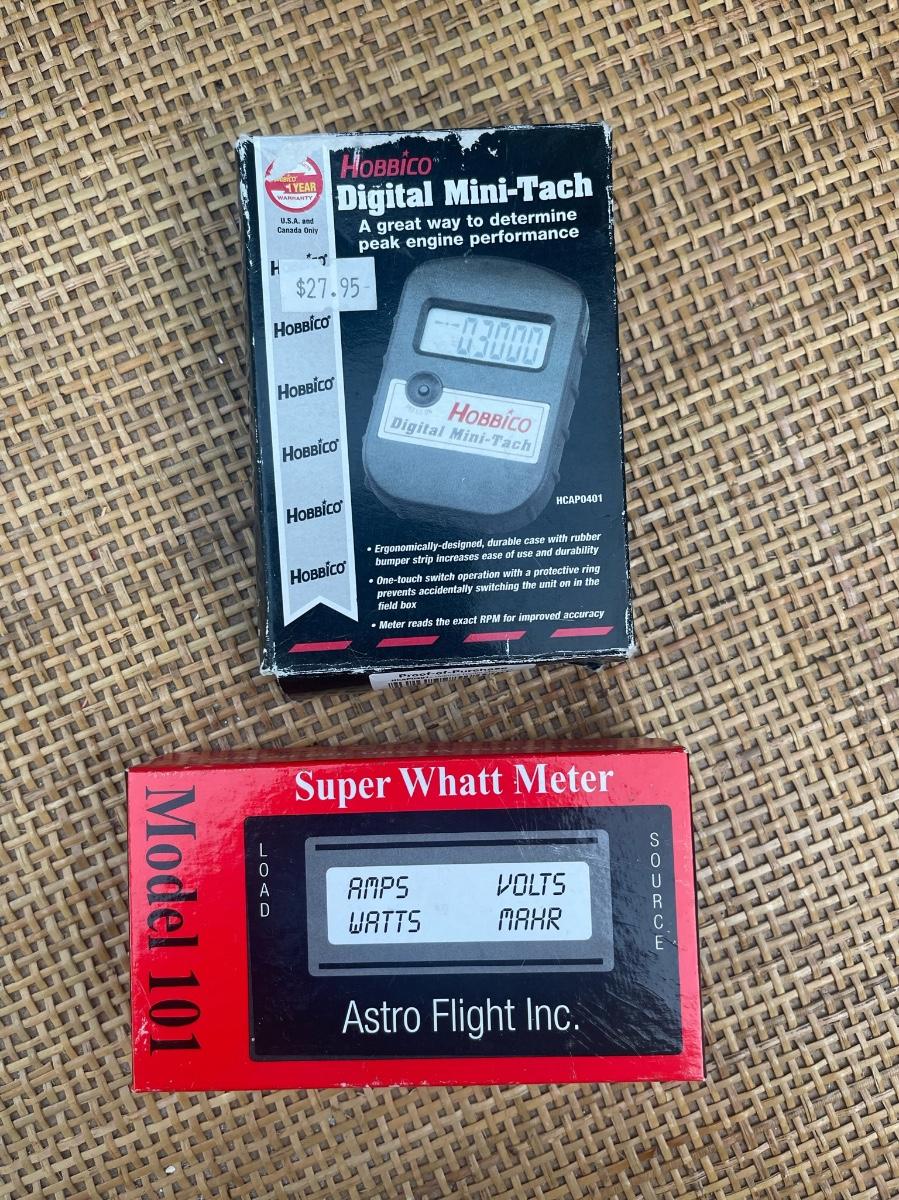 HOBBICO
Digital Mini-Tach
A great way to determine
peak engine performance
1 YEAR
WARRANTY
U.S.A. and
Canada Only
$27.95-
HOBBICO
HOBBICO
HOBBICO
HOBBICO
HOBBICO
--03000
HOBBICO
Digital Mini-Tach
HCAP0401
• Ergonomically-designed, durable case with rubber
bumper strip increases ease of use and durability
• One-touch switch operation with a protective ring
prevents accidentally switching the unit on in the
field box
• Meter reads the exact RPM for improved accuracy
Proof-of-Purchase
Super Whatt Meter
Model 101
LOAD
AMPS VOLTS
WATTS MAHR
SOURCE
Astro Flight Inc.